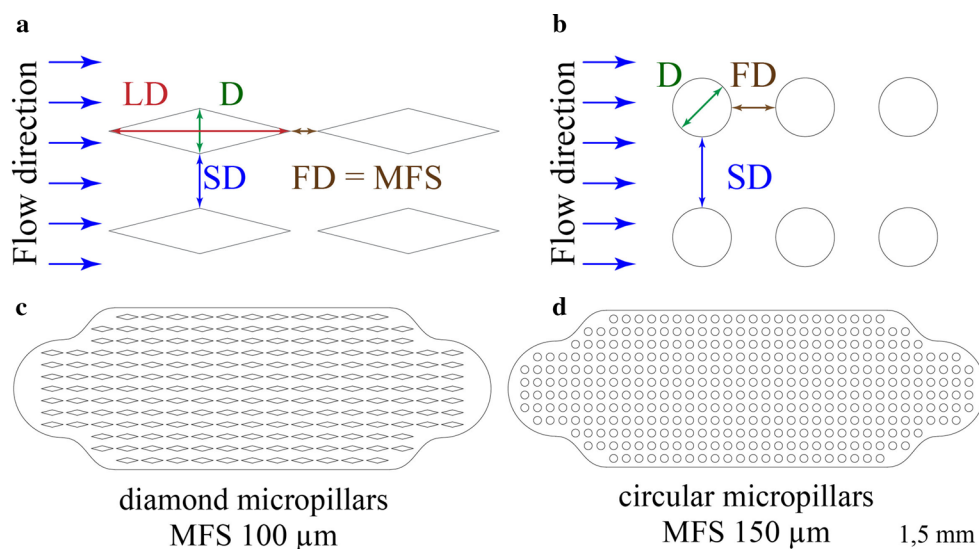 a
Flow direction
LD
D
SD
FD = MFS
b
Flow direction
D
FD
SD
c
diamond micropillars
MFS 100 µm
d
circular micropillars
MFS 150 µm
1,5 mm